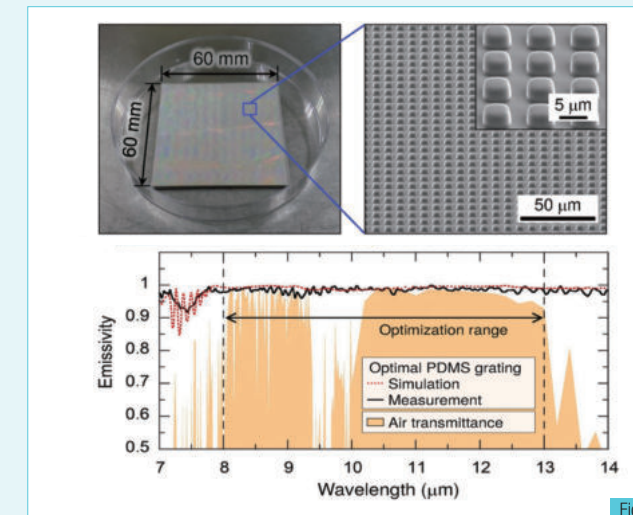 60 mm
60 mm
5 μm
50 μm
Emissivity
1
0.9
0.8
0.7
0.6
0.5
Optimization range
Optimal PDMS grating
Simulation
Measurement
Air transmittance
7 8 9 10 11 12 13 14
Wavelength (μm)